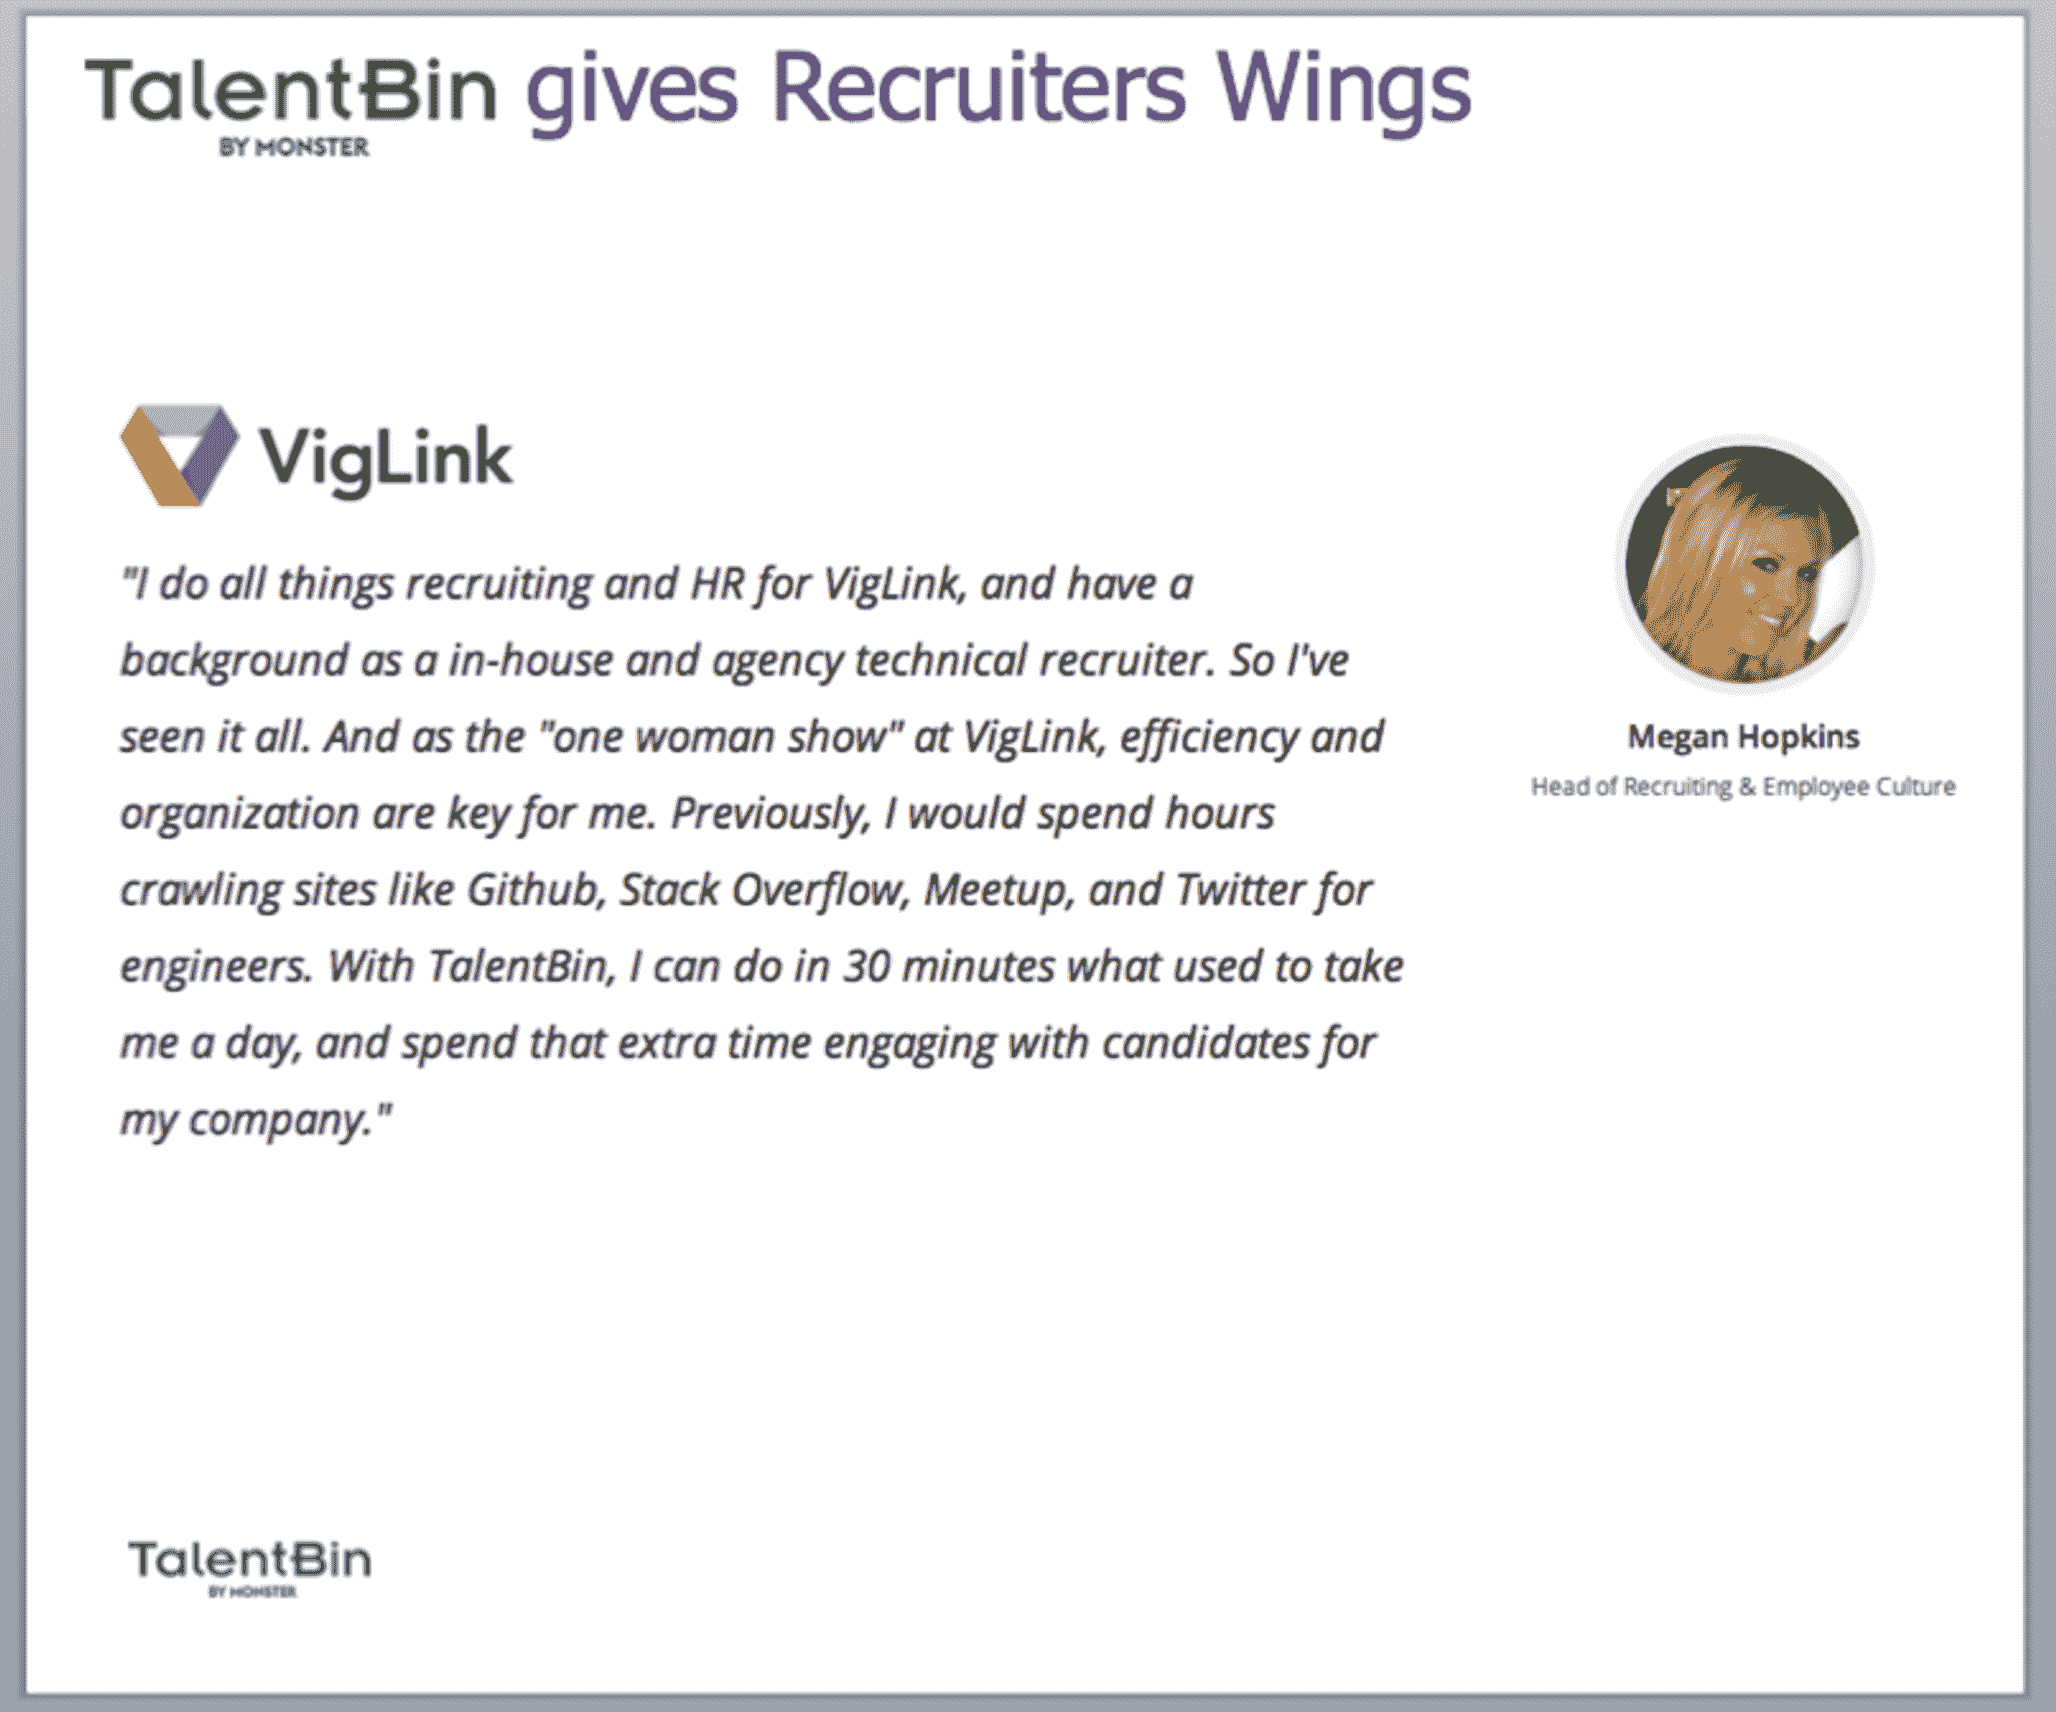 TalentBin gives Recruiters Wings
BY MONSTER
VigLink
"I do all things recruiting and HR for VigLink, and have a
background as a in-house and agency technical recruiter. So I've
seen it all. And as the "one woman show" at VigLink, efficiency and
organization are key for me. Previously, I would spend hours
crawling sites like Github, Stack Overflow, Meetup, and Twitter for
engineers. With TalentBin, I can do in 30 minutes what used to take
me a day, and spend that extra time engaging with candidates for
my company."
Megan Hopkins
Head of Recruiting & Employee Culture
TalentBin
BY MONSTER